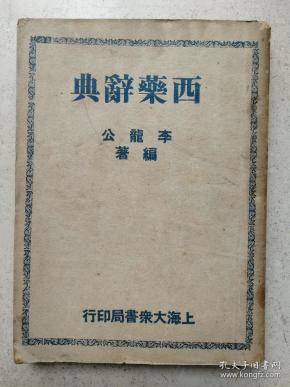 西藥辭典
李龍公
編著
上海大衆書局印行
孔夫子旧书网